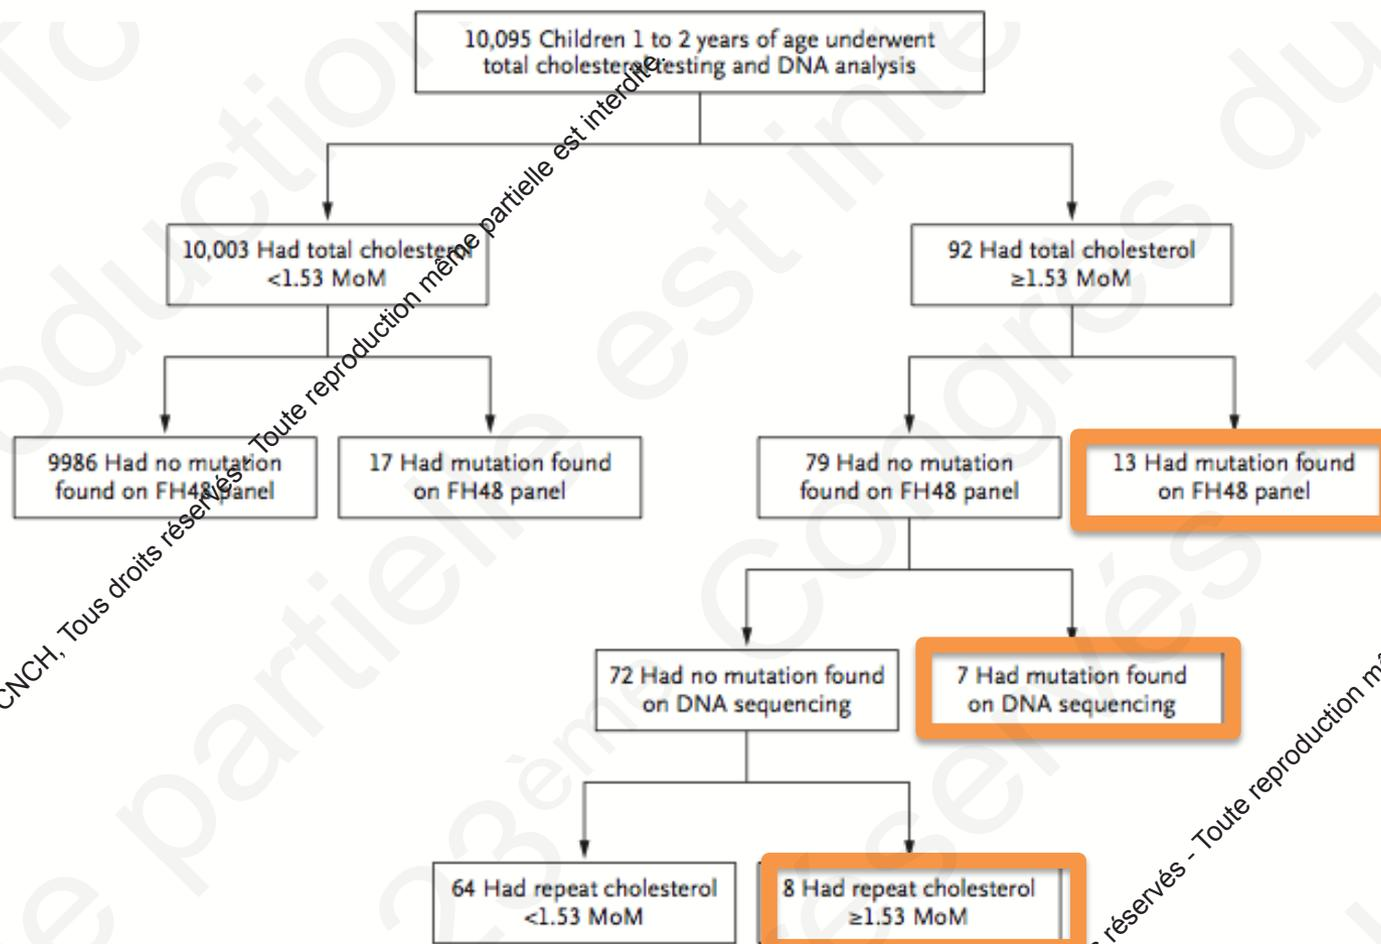 10,095 Children 1 to 2 years of age underwent
total cholesterol testing and DNA analysis
10,003 Had total cholesterol
<1.53 MoM
92 Had total cholesterol
≥1.53 MoM
9986 Had no mutation
found on FH48 panel
17 Had mutation found
on FH48 panel
79 Had no mutation
found on FH48 panel
13 Had mutation found
on FH48 panel
72 Had no mutation found
on DNA sequencing
7 Had mutation found
on DNA sequencing
64 Had repeat cholesterol
<1.53 MoM
8 Had repeat cholesterol
≥1.53 MoM
CNCH, Tous droits réservés - Toute reproduction même partielle est interdite.
réservés - Toute reproduction
23ème Congrès du
partielle est